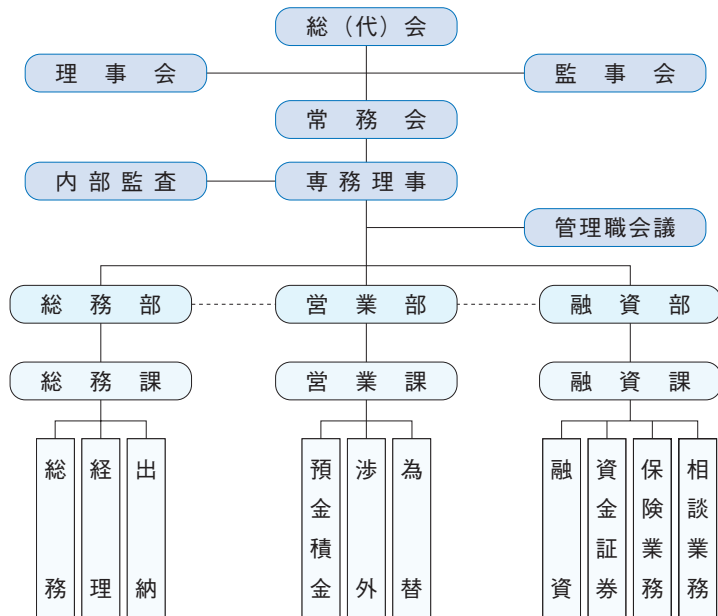 総（代）会
理事会
監事会
常務会
内部監査
専務理事
管理職会議
総務部
営業部
融資部
総務課
営業課
融資課
総務
経理
出納
預金積金
渉外
為替
融資
資金証券
保険業務
相談業務